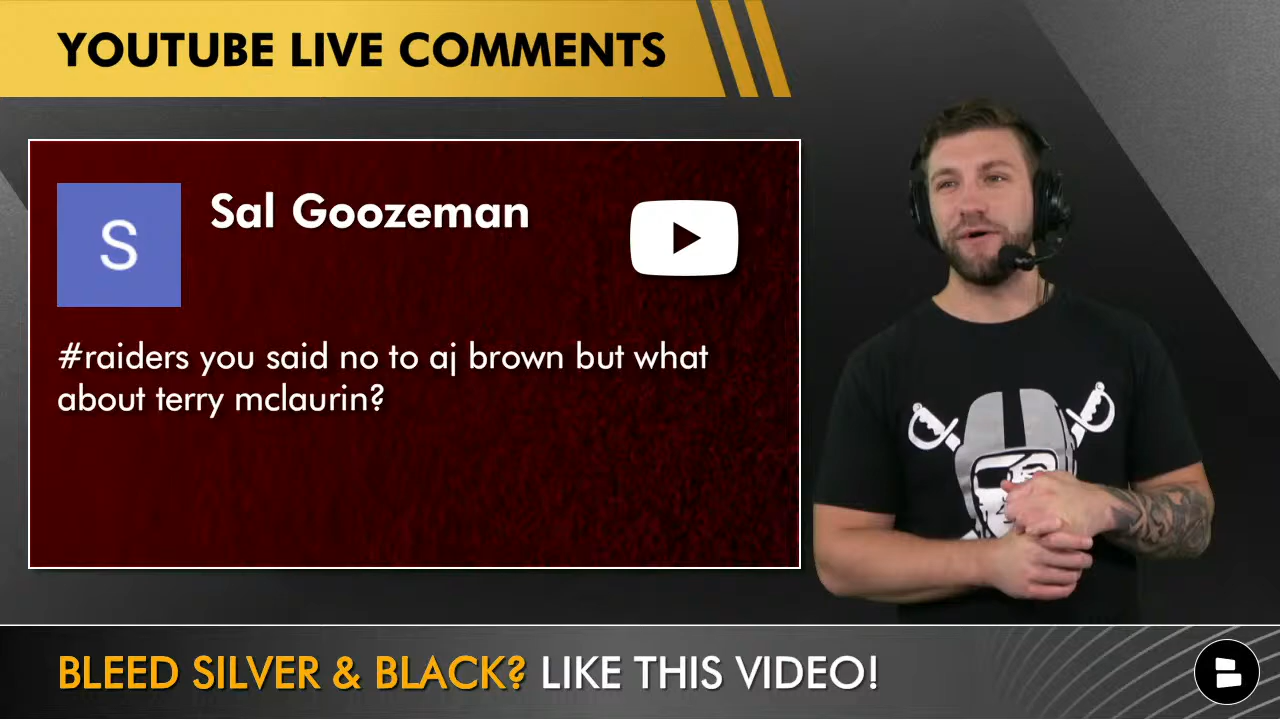 YOUTUBE LIVE COMMENTS
S
Sal Goozeman
#raiders you said no to aj brown but what
about terry mclaurin?
BLEED SILVER & BLACK? LIKE THIS VIDEO!